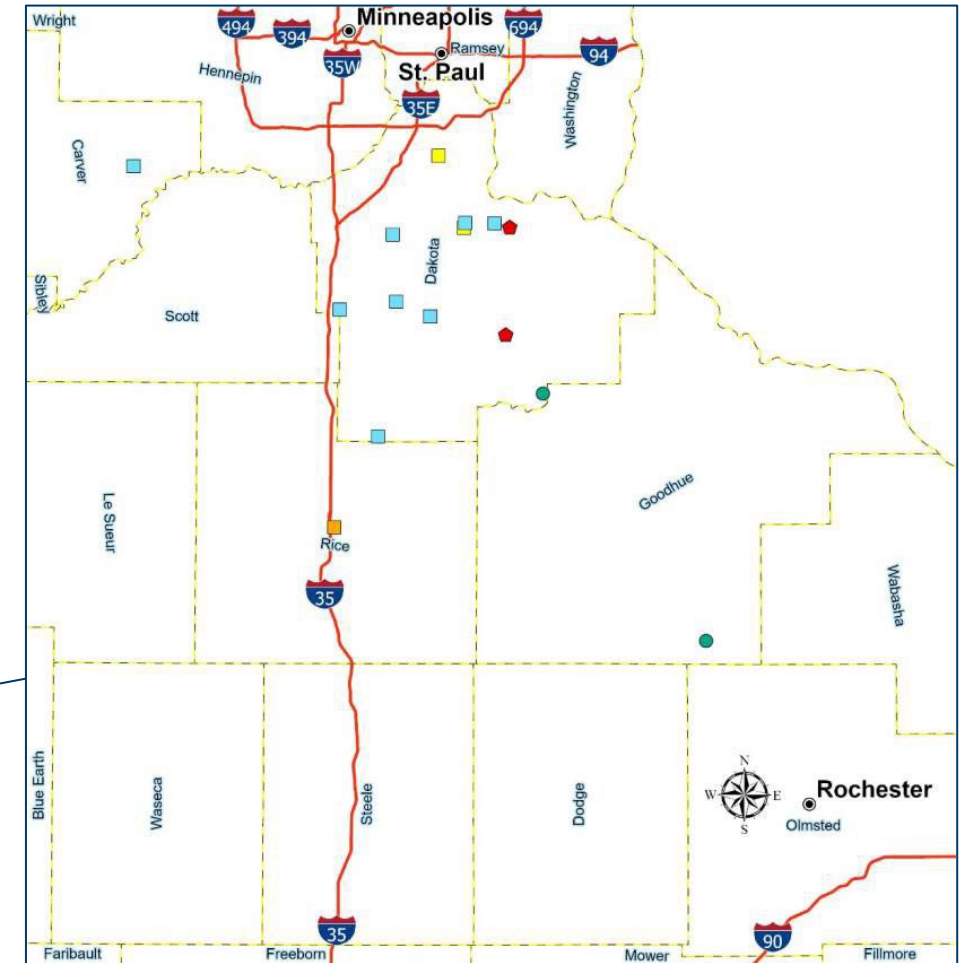 Wright
494
394
Minneapolis
694
35W
Ramsey
94
Hennepin
St. Paul
35E
Washington
Carver
Dakota
Sibley
Scott
Le Sueur
Goodhue
Rice
Wabasha
35
Blue Earth
Waseca
Steele
Dodge
N
W
E
S
Rochester
Olmsted
35
90
Faribault
Freeborn
Mower
Fillmore